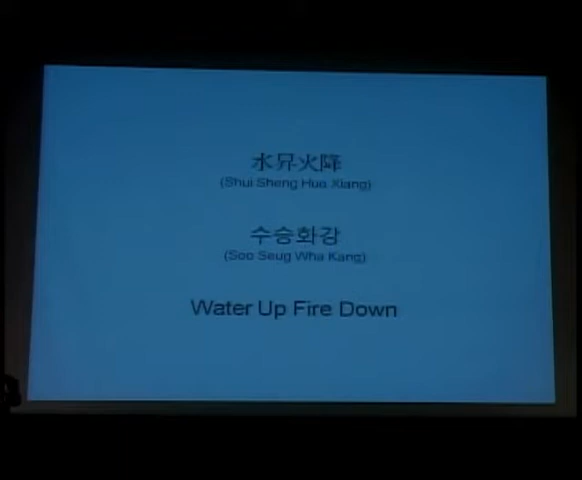 水昇火降
(Shui Sheng Huo Xiang)
수승화강
(Soo Seug Wha Kang)
Water Up Fire Down